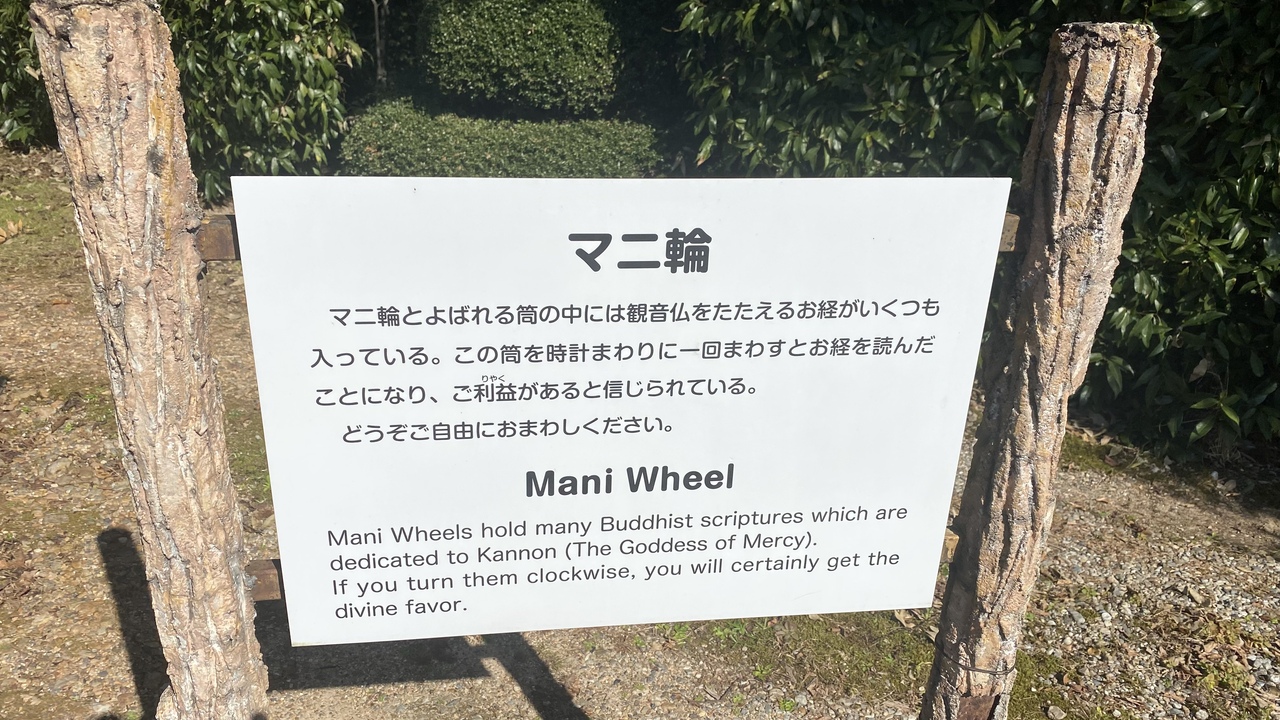 マニ輪
マニ輪とよばれる筒の中には観音仏をたたえるお経がいくつも
入っている。この筒を時計まわりに一回まわすとお経を読んだ
りやく
ことになり、ご利益があると信じられている。
どうぞご自由におまわしください。
Mani Wheel
Mani Wheels hold many Buddhist scriptures which are
dedicated to Kannon (The Goddess of Mercy).
If you turn them clockwise, you will certainly get the
divine favor.